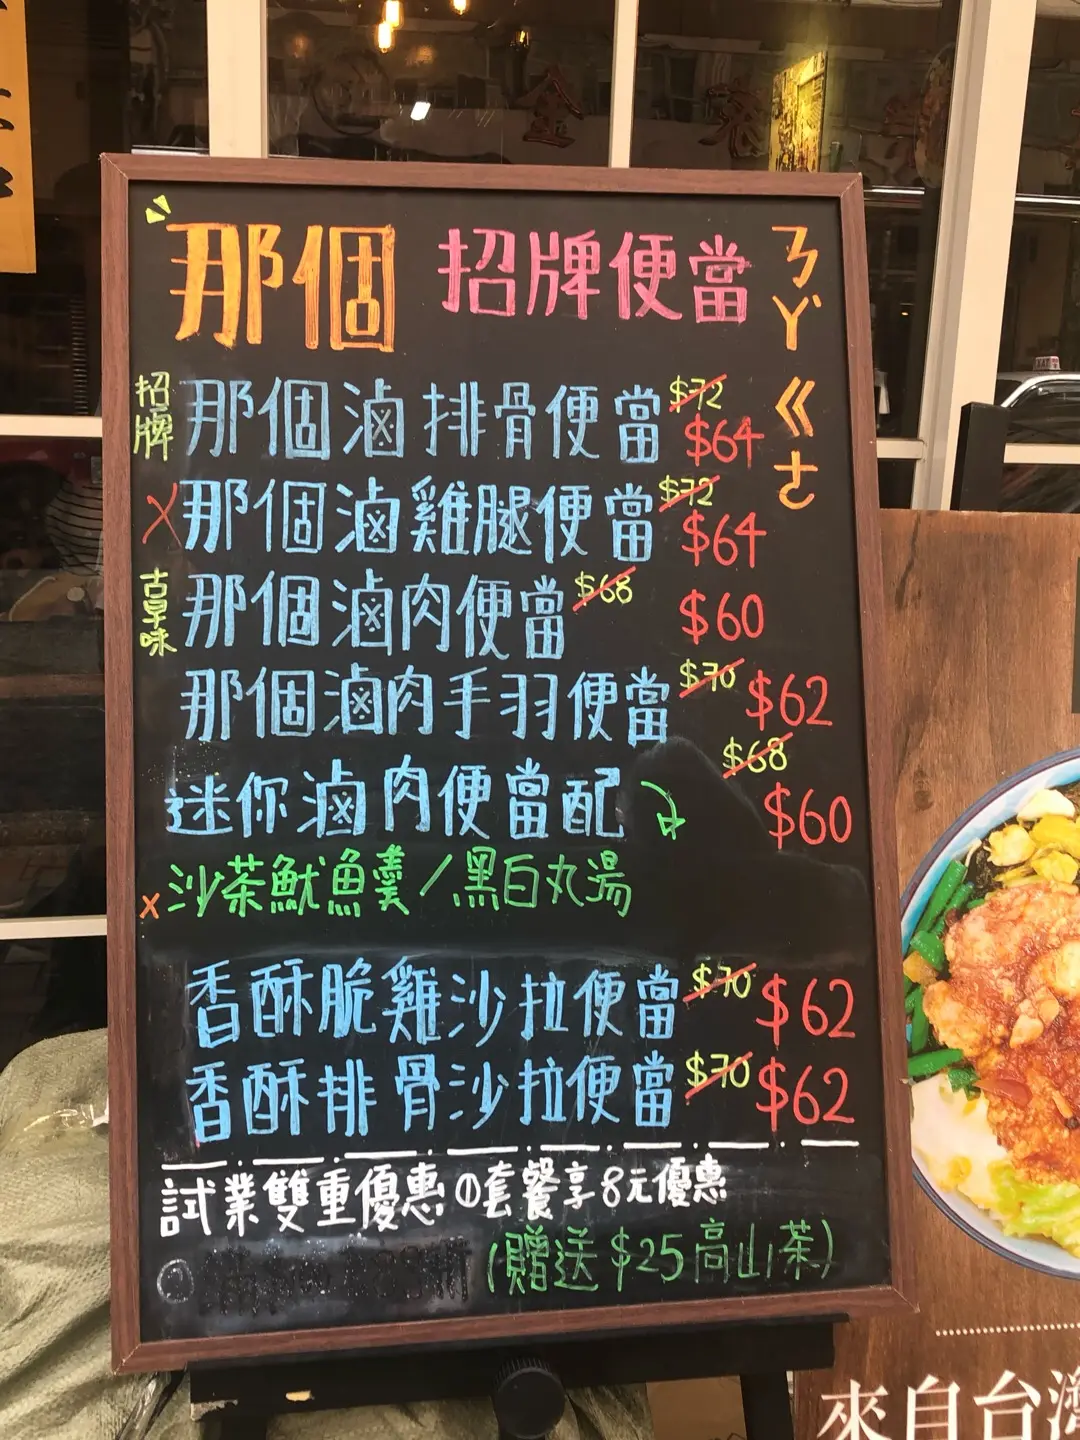 那個 招牌便當 ㄋㄚˋ ㄍㄜ
招牌 那個滷排骨便當 $72 $64
X 那個滷雞腿便當 $72 $64
古早味 那個滷肉便當 $68 $60
那個滷肉手羽便當 $70 $62
迷你滷肉便當配 $68 $60
x 沙茶魷魚羹/黑白丸湯
香酥脆雞沙拉便當 $70 $62
香酥排骨沙拉便當 $70 $62
試業雙重優惠 ①套餐享8元優惠
(贈送 $25高山茶)
來自台灣